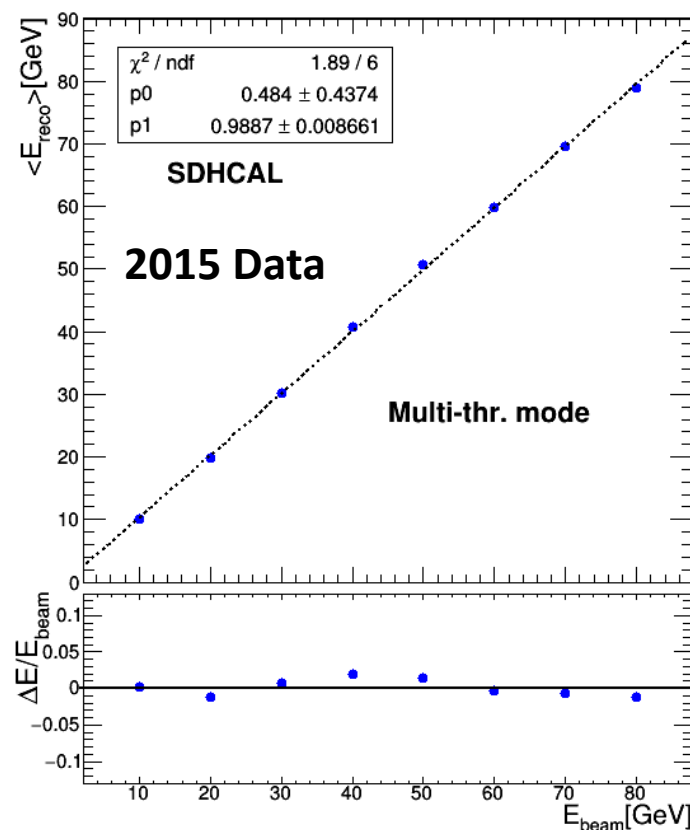 <E_reco>[GeV]
90
80
70
60
50
40
30
20
10
0
χ² / ndf 1.89 / 6
p0 0.484 ± 0.4374
p1 0.9887 ± 0.008661
SDHCAL
2015 Data
Multi-thr. mode
ΔE/E_beam
0.1
0.05
0
−0.05
−0.1
10 20 30 40 50 60 70 80
E_beam[GeV]